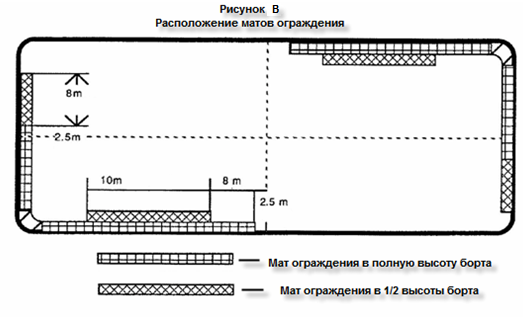 Рисунок В
Расположение матов ограждения
8m
2.5m
10m
8 m
2.5 m
Мат ограждения в полную высоту борта
Мат ограждения в 1/2 высоты борта